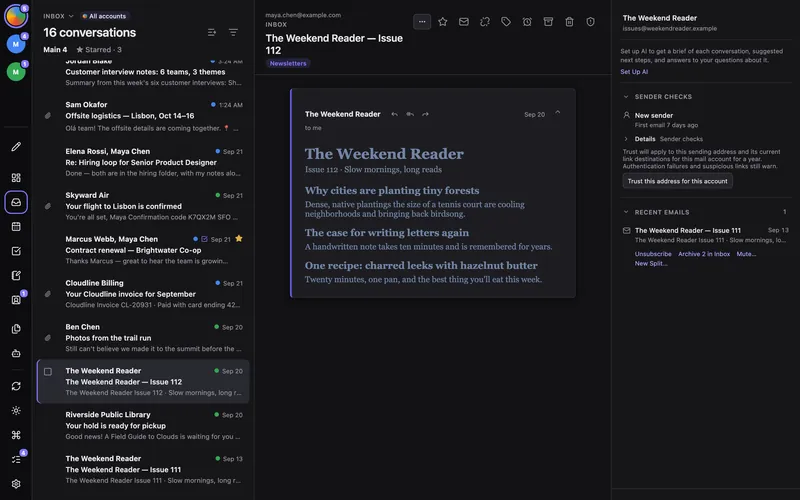 INBOX
All accounts
16 conversations
Main 4
Starred · 3
5
M
4
M
1
1
4
Jordan Blake
3:24 AM
Customer interview notes: 6 teams, 3 themes
Summary from this week's six customer interviews: Sh...
Sam Okafor
1:24 AM
Offsite logistics — Lisbon, Oct 14–16
Olá team! The offsite details are coming together. 📍 ...
Elena Rossi, Maya Chen
Sep 21
Re: Hiring loop for Senior Product Designer
Done — both are in the hiring folder, with my notes alo...
Skyward Air
Sep 21
Your flight to Lisbon is confirmed
You're all set, Maya Confirmation code K7QX2M SFO ...
Marcus Webb, Maya Chen
Sep 21
Contract renewal — Brightwater Co-op
Thanks Marcus — great to hear the team is growin...
Cloudline Billing
Sep 21
Your Cloudline invoice for September
Cloudline Invoice CL-20931 · Paid with card ending 42...
Ben Chen
Sep 20
Photos from the trail run
Still can't believe we made it to the summit before the ...
The Weekend Reader
Sep 20
The Weekend Reader — Issue 112
The Weekend Reader Issue 112 · Slow mornings, long r...
Riverside Public Library
Sep 20
Your hold is ready for pickup
Good news! A Field Guide to Clouds is waiting for you ...
The Weekend Reader
Sep 13
The Weekend Reader — Issue 111
The Weekend Reader Issue 111 · Slow mornings, long r...
maya.chen@example.com
INBOX
The Weekend Reader — Issue
112
Newsletters
The Weekend Reader
Sep 20
to me
The Weekend Reader
Issue 112 · Slow mornings, long reads
Why cities are planting tiny forests
Dense, native plantings the size of a tennis court are cooling
neighborhoods and bringing back birdsong.
The case for writing letters again
A handwritten note takes ten minutes and is remembered for years.
One recipe: charred leeks with hazelnut butter
Twenty minutes, one pan, and the best thing you'll eat this week.
The Weekend Reader
issues@weekendreader.example
Set up AI to get a brief of each conversation, suggested
next steps, and answers to your questions about it.
Set Up AI
SENDER CHECKS
New sender
First email 7 days ago
Details
Sender checks
Trust will apply to this sending address and its current
link destinations for this mail account for a year.
Authentication failures and suspicious links still warn.
Trust this address for this account
RECENT EMAILS
1
The Weekend Reader — Issue 111
Sep 13
The Weekend Reader Issue 111 · Slow mornings, lo...
Unsubscribe
Archive 2 in Inbox
Mute...
New Split...